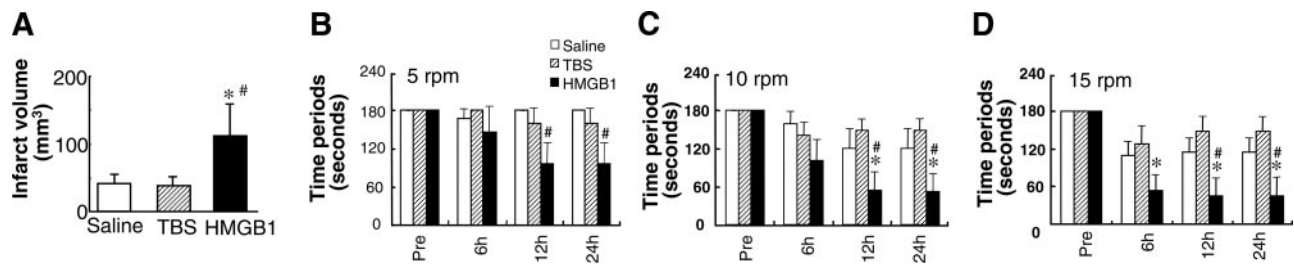 A
Infarct volume
(mm³)
200
100
0
* #
Saline
TBS
HMGB1
B
Time periods
(seconds)
240
180
120
60
0
5 rpm
Saline
TBS
HMGB1
#
#
Pre
6h
12h
24h
C
Time periods
(seconds)
240
180
120
60
0
10 rpm
#
*
#
*
Pre
6h
12h
24h
D
Time periods
(seconds)
240
180
120
60
0
15 rpm
*
#
*
#
*
Pre
6h
12h
24h